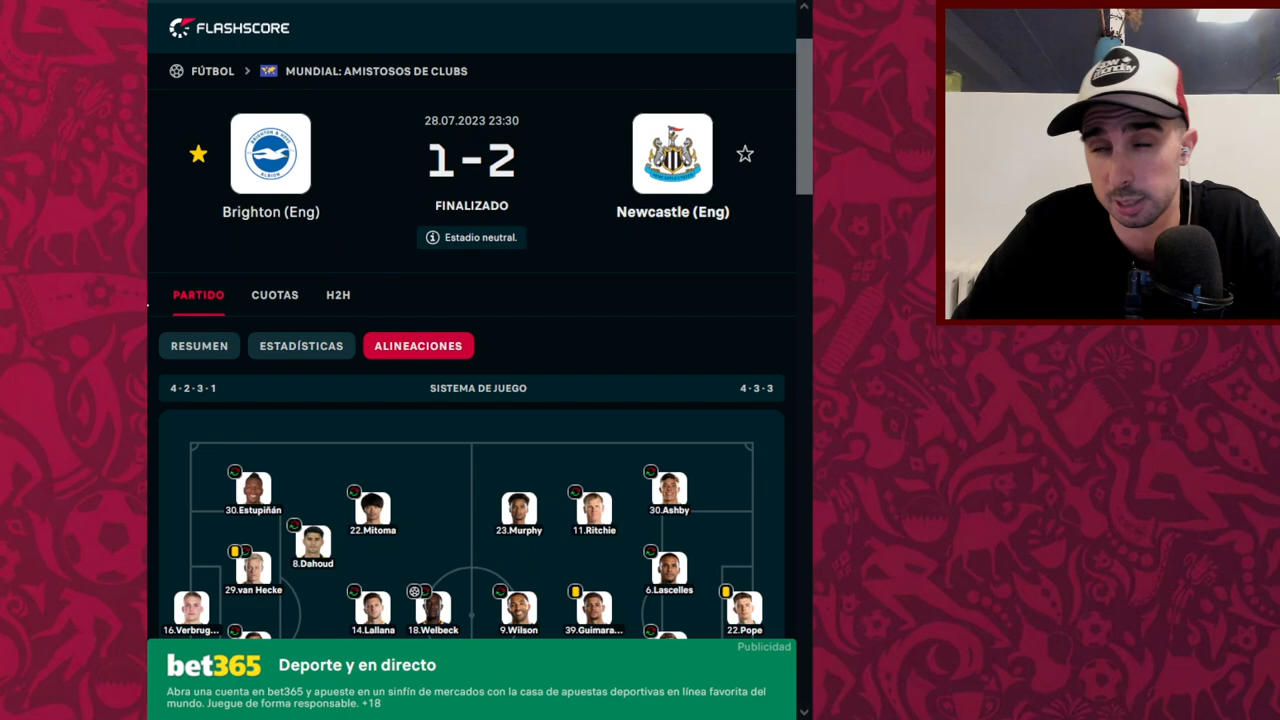 FLASHSCORE
FÚTBOL > MUNDIAL: AMISTOSOS DE CLUBS
28.07.2023 23:30
1-2
FINALIZADO
Brighton (Eng)
Newcastle (Eng)
Estadio neutral.
PARTIDO CUOTAS H2H
RESUMEN ESTADÍSTICAS ALINEACIONES
4-2-3-1 SISTEMA DE JUEGO 4-3-3
30.Estupiñán
22.Mitoma
23.Murphy
11.Ritchie
30.Ashby
8.Dahoud
29.van Hecke
6.Lascelles
16.Verbrug...
14.Lallana
18.Welbeck
9.Wilson
39.Guimara...
22.Pope
Publicidad
bet365 Deporte y en directo
Abra una cuenta en bet365 y apueste en un sinfín de mercados con la casa de apuestas deportivas en línea favorita del
mundo. Juegue de forma responsable. +18